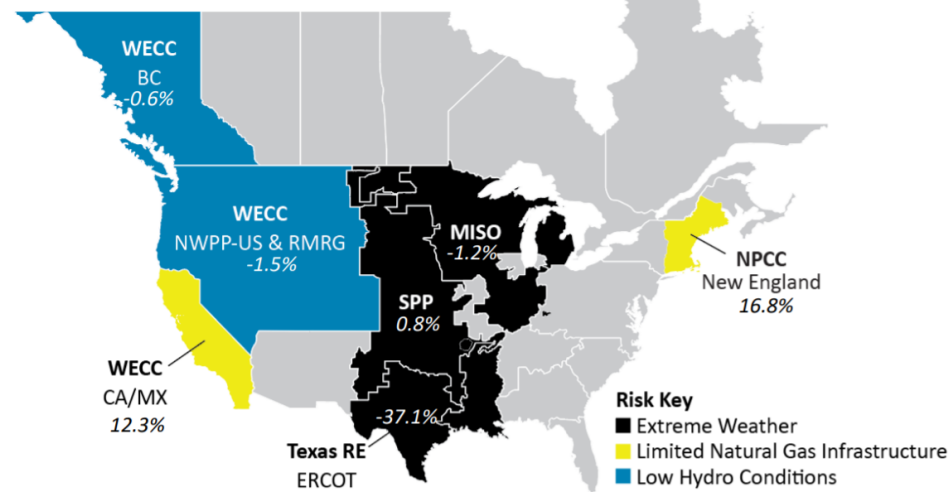 WECC
BC
-0.6%
WECC
NWPP-US & RMRG
-1.5%
MISO
-1.2%
SPP
0.8%
NPCC
New England
16.8%
WECC
CA/MX
12.3%
-37.1%
Texas RE
ERCOT
Risk Key
Extreme Weather
Limited Natural Gas Infrastructure
Low Hydro Conditions